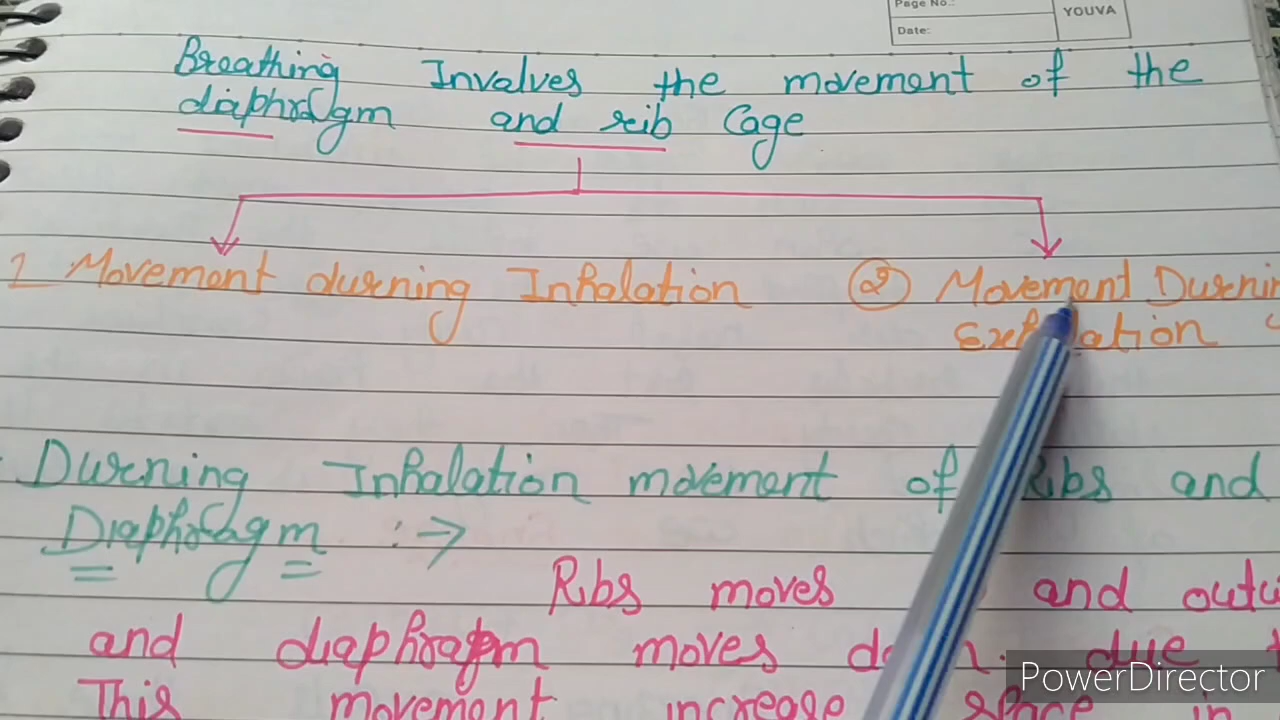 Page No.:
Date:
YOUVA
Breathing Involves the movement of the
diaphragm and rib Cage
1 Movement durning Inhalation
② Movement Durnin
Exhalation
Durning Inhalation movement of Ribs and
Diaphragm :→
Ribs moves and outw
and diaphragm moves due t
This movement increase space in
PowerDirector